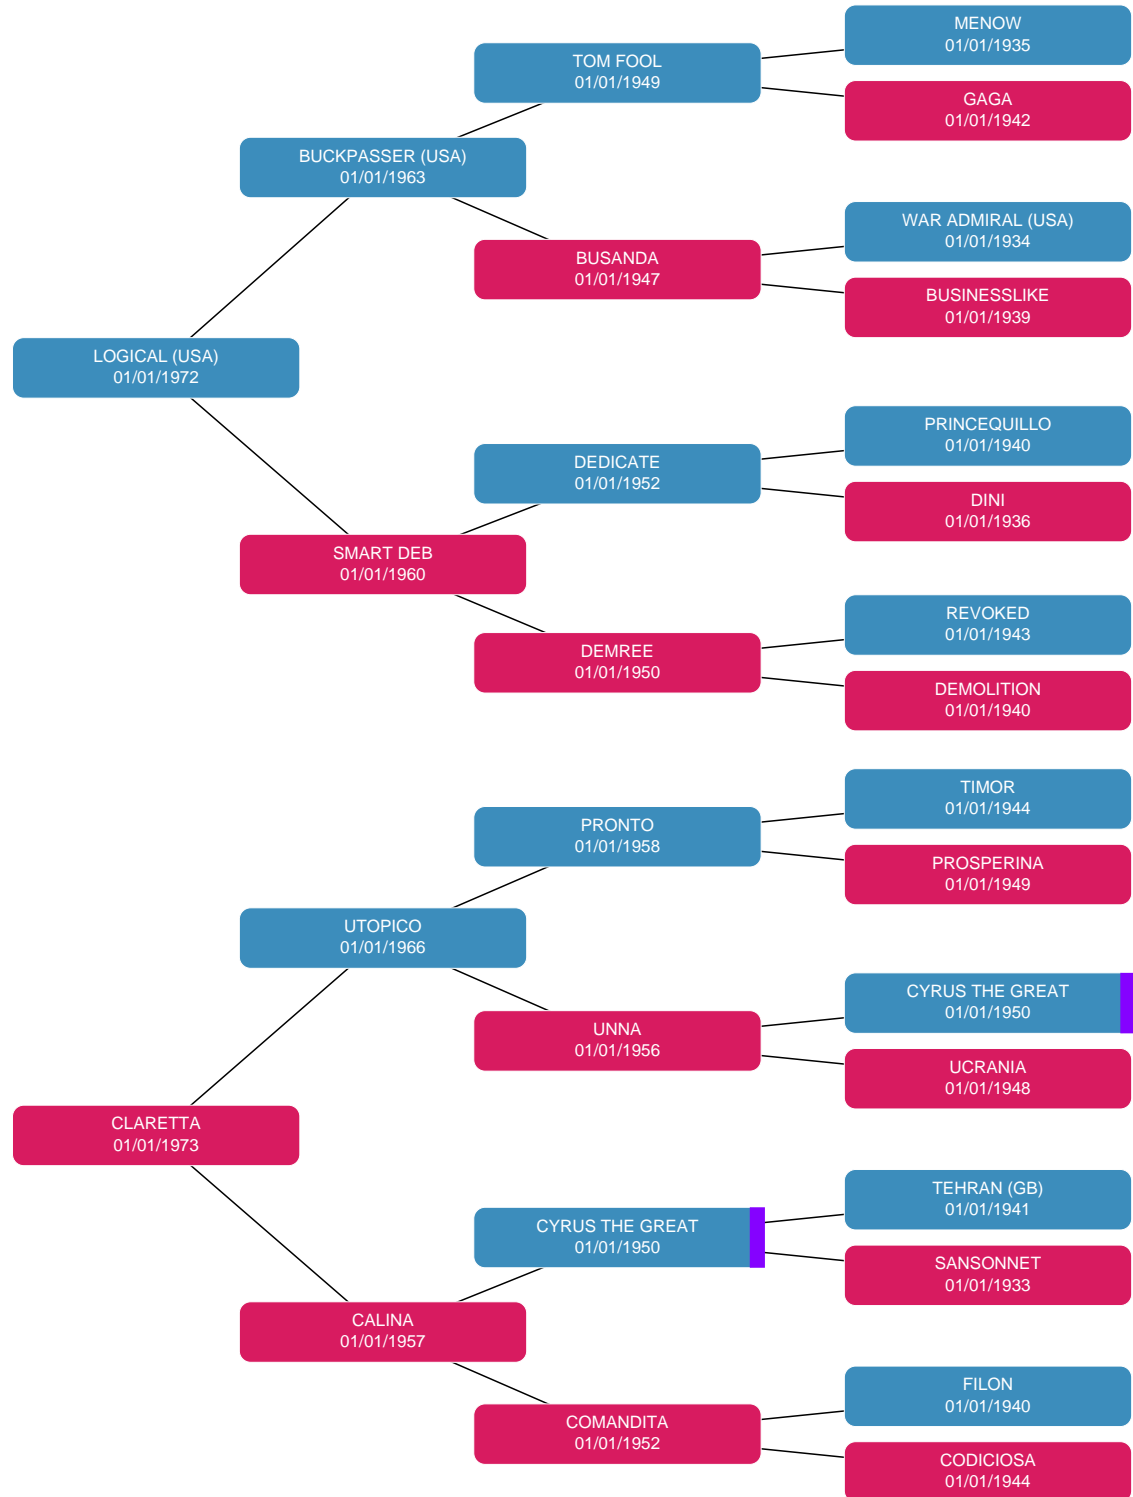 MENOW
01/01/1935
TOM FOOL
01/01/1949
GAGA
01/01/1942
BUCKPASSER (USA)
01/01/1963
WAR ADMIRAL (USA)
01/01/1934
BUSANDA
01/01/1947
BUSINESSLIKE
01/01/1939
LOGICAL (USA)
01/01/1972
PRINCEQUILLO
01/01/1940
DEDICATE
01/01/1952
DINI
01/01/1936
SMART DEB
01/01/1960
REVOKED
01/01/1943
DEMREE
01/01/1950
DEMOLITION
01/01/1940
TIMOR
01/01/1944
PRONTO
01/01/1958
PROSPERINA
01/01/1949
UTOPICO
01/01/1966
CYRUS THE GREAT
01/01/1950
UNNA
01/01/1956
UCRANIA
01/01/1948
CLARETTA
01/01/1973
TEHRAN (GB)
01/01/1941
CYRUS THE GREAT
01/01/1950
SANSONNET
01/01/1933
CALINA
01/01/1957
FILON
01/01/1940
COMANDITA
01/01/1952
CODICIOSA
01/01/1944